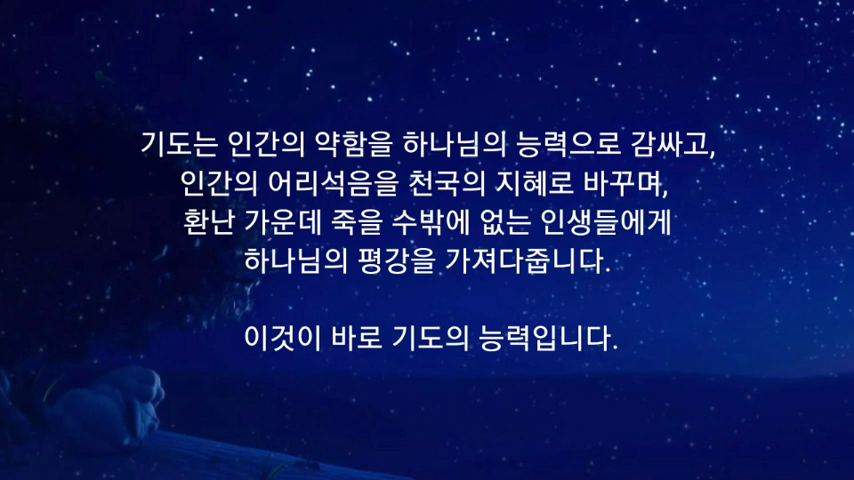 기도는 인간의 약함을 하나님의 능력으로 감싸고,
인간의 어리석음을 천국의 지혜로 바꾸며,
환난 가운데 죽을 수밖에 없는 인생들에게
하나님의 평강을 가져다줍니다.
이것이 바로 기도의 능력입니다.